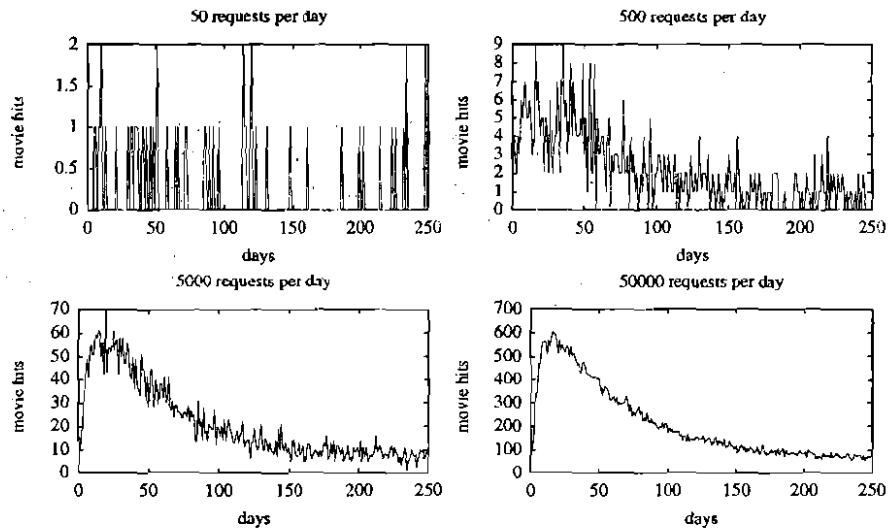 50 requests per day
2
1.5
1
0.5
0
movie hits
0 50 100 150 200 250
days
500 requests per day
9
8
7
6
5
4
3
2
1
0
movie hits
0 50 100 150 200 250
days
5000 requests per day
70
60
50
40
30
20
10
0
movie hits
0 50 100 150 200 250
days
50000 requests per day
700
600
500
400
300
200
100
0
movie hits
0 50 100 150 200 250
days